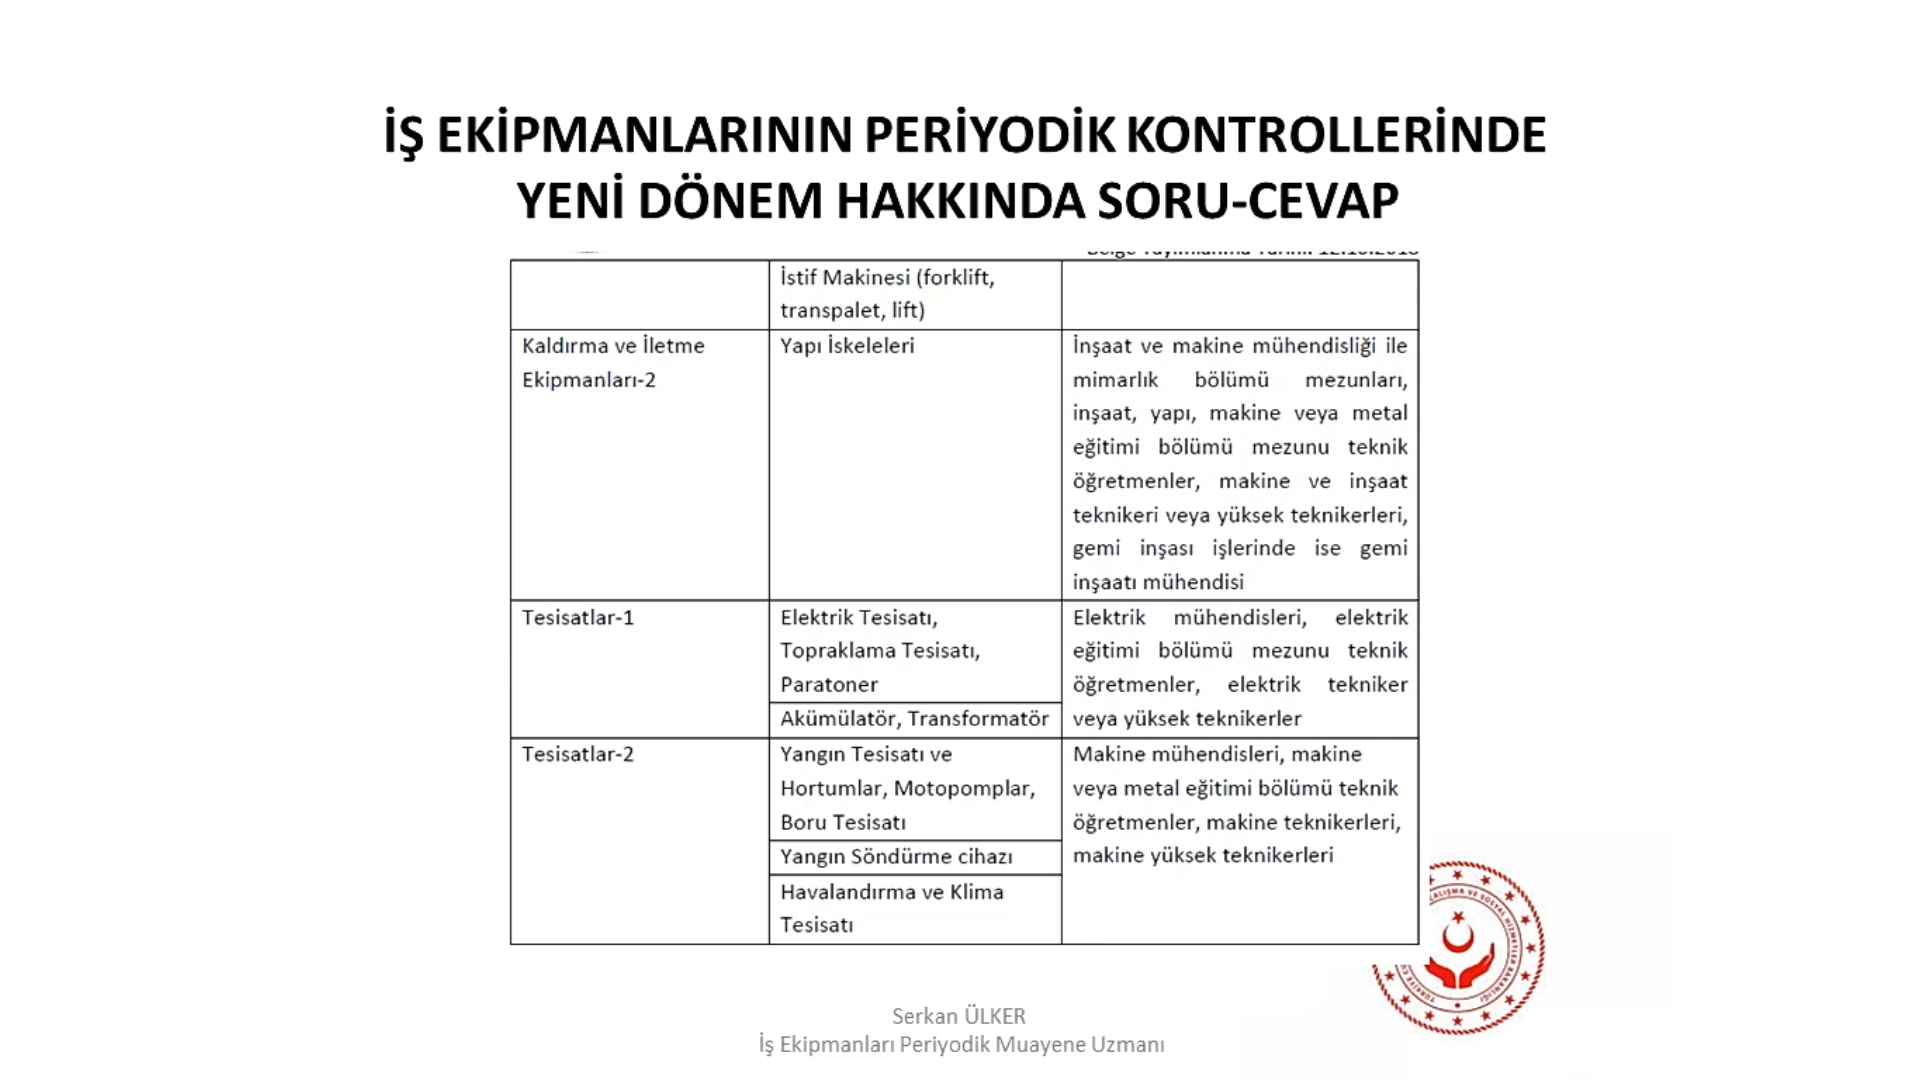 İŞ EKİPMANLARININ PERİYODİK KONTROLLERİNDE
YENİ DÖNEM HAKKINDA SORU-CEVAP
İstif Makinesi (forklift,
transpalet, lift)
Kaldırma ve İletme
Ekipmanları-2
Yapı İskeleleri
İnşaat ve makine mühendisliği ile
mimarlık bölümü mezunları,
inşaat, yapı, makine veya metal
eğitimi bölümü mezunu teknik
öğretmenler, makine ve inşaat
teknikeri veya yüksek teknikerleri,
gemi inşası işlerinde ise gemi
inşaatı mühendisi
Tesisatlar-1
Elektrik Tesisatı,
Topraklama Tesisatı,
Paratoner
Akümülatör, Transformatör
Elektrik mühendisleri, elektrik
eğitimi bölümü mezunu teknik
öğretmenler, elektrik tekniker
veya yüksek teknikerler
Tesisatlar-2
Yangın Tesisatı ve
Hortumlar, Motopomplar,
Boru Tesisatı
Yangın Söndürme cihazı
Havalandırma ve Klima
Tesisatı
Makine mühendisleri, makine
veya metal eğitimi bölümü teknik
öğretmenler, makine teknikerleri,
makine yüksek teknikerleri
Serkan ÜLKER
İş Ekipmanları Periyodik Muayene Uzmanı